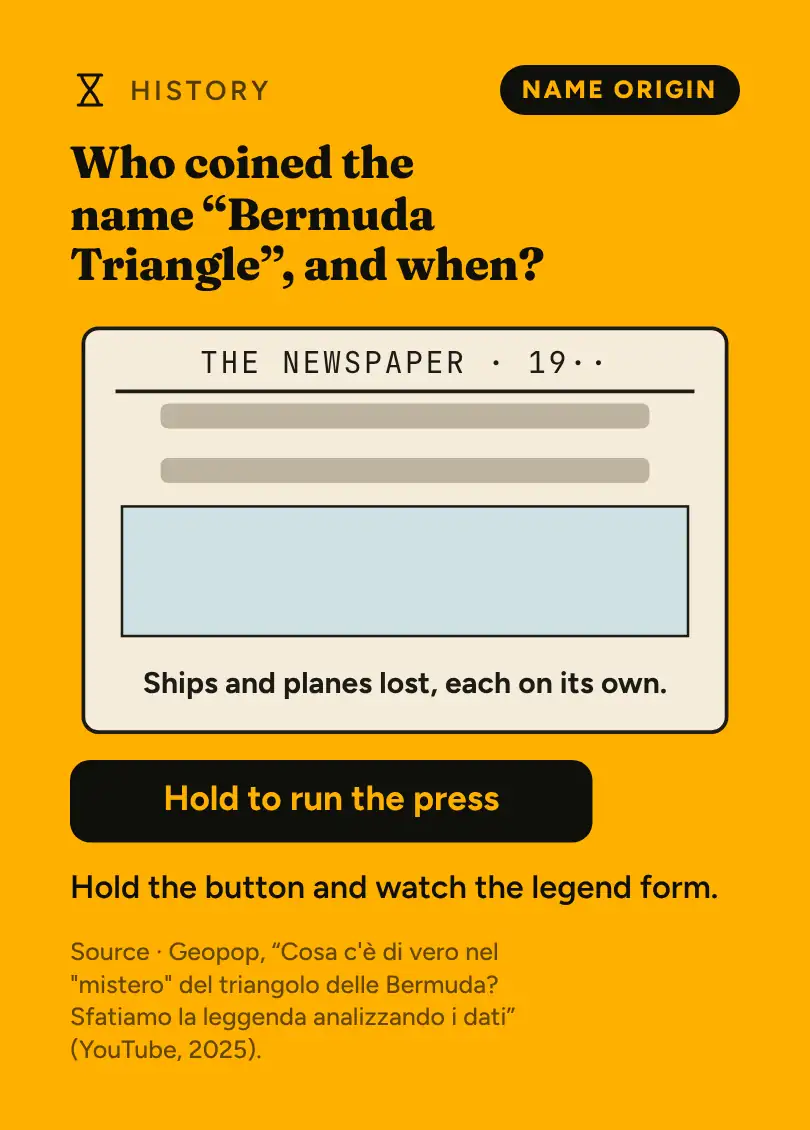 HISTORY
NAME ORIGIN
Who coined the
name “Bermuda
Triangle”, and when?
THE NEWSPAPER · 19··
Ships and planes lost, each on its own.
Hold to run the press
Hold the button and watch the legend form.
Source · Geopop, “Cosa c'è di vero nel
"mistero" del triangolo delle Bermuda?
Sfatiamo la leggenda analizzando i dati”
(YouTube, 2025).